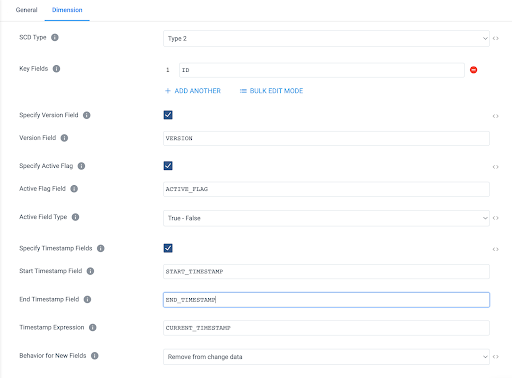 General Dimension
SCD Type Type 2
Key Fields 1 ID
+ ADD ANOTHER BULK EDIT MODE
Specify Version Field
Version Field VERSION
Specify Active Flag
Active Flag Field ACTIVE_FLAG
Active Field Type True - False
Specify Timestamp Fields
Start Timestamp Field START_TIMESTAMP
End Timestamp Field END_TIMESTAMP
Timestamp Expression CURRENT_TIMESTAMP
Behavior for New Fields Remove from change data